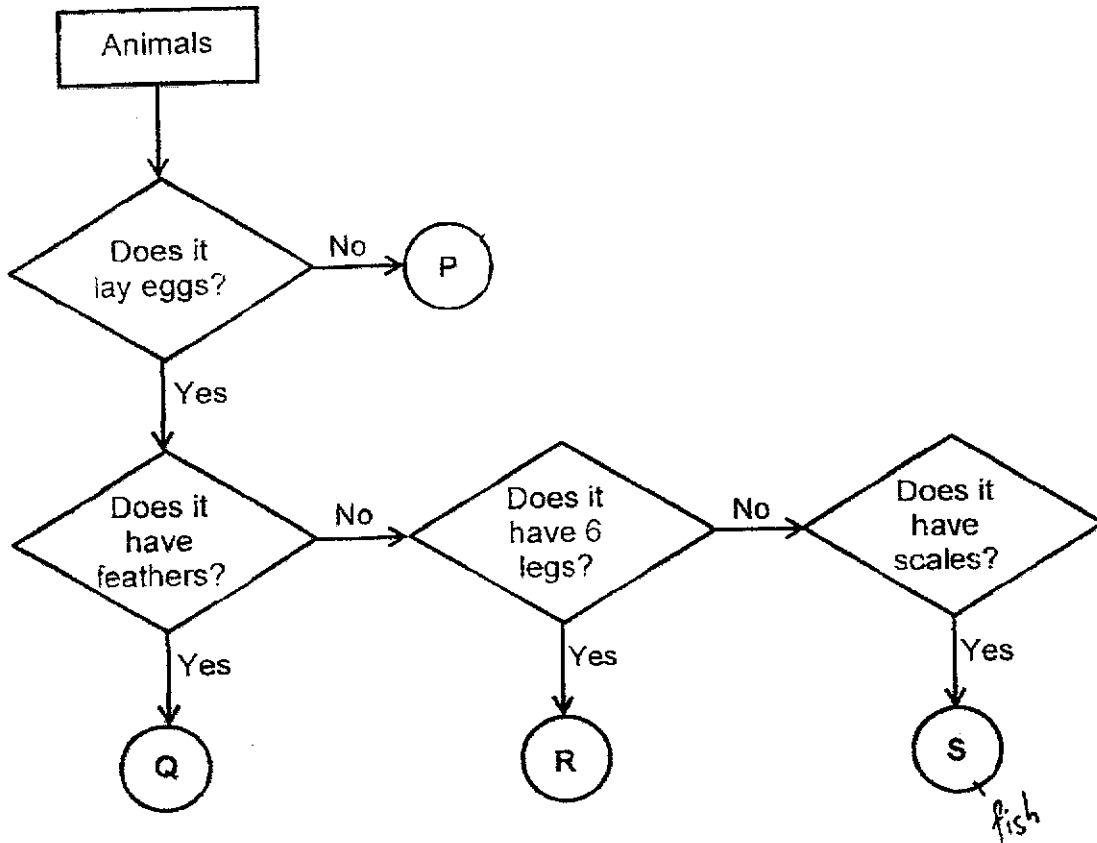 Animals
Does it
lay eggs?
No
P
Yes
Does it
have
feathers?
No
Does it
have 6
legs?
No
Does it
have
scales?
Yes
Yes
Yes
Q
R
S
fish